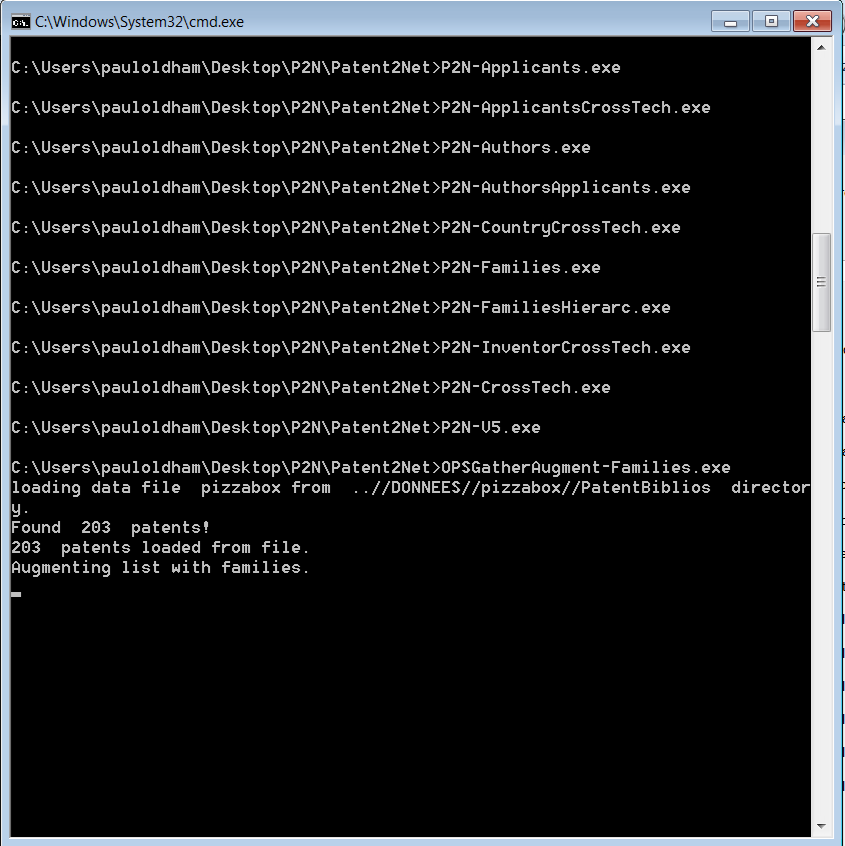 C:\Windows\System32\cmd.exe
C:\Users\pauloldham\Desktop\P2N\Patent2Net>P2N-Applicants.exe
C:\Users\pauloldham\Desktop\P2N\Patent2Net>P2N-ApplicantsCrossTech.exe
C:\Users\pauloldham\Desktop\P2N\Patent2Net>P2N-Authors.exe
C:\Users\pauloldham\Desktop\P2N\Patent2Net>P2N-AuthorsApplicants.exe
C:\Users\pauloldham\Desktop\P2N\Patent2Net>P2N-CountryCrossTech.exe
C:\Users\pauloldham\Desktop\P2N\Patent2Net>P2N-Families.exe
C:\Users\pauloldham\Desktop\P2N\Patent2Net>P2N-FamiliesHierarc.exe
C:\Users\pauloldham\Desktop\P2N\Patent2Net>P2N-InventorCrossTech.exe
C:\Users\pauloldham\Desktop\P2N\Patent2Net>P2N-CrossTech.exe
C:\Users\pauloldham\Desktop\P2N\Patent2Net>P2N-V5.exe
C:\Users\pauloldham\Desktop\P2N\Patent2Net>OPSGatherAugment-Families.exe
loading data file  pizzabox from  ..//DONNEES//pizzabox//PatentBiblios  director
y.
Found  203  patents!
203  patents loaded from file.
Augmenting list with families.